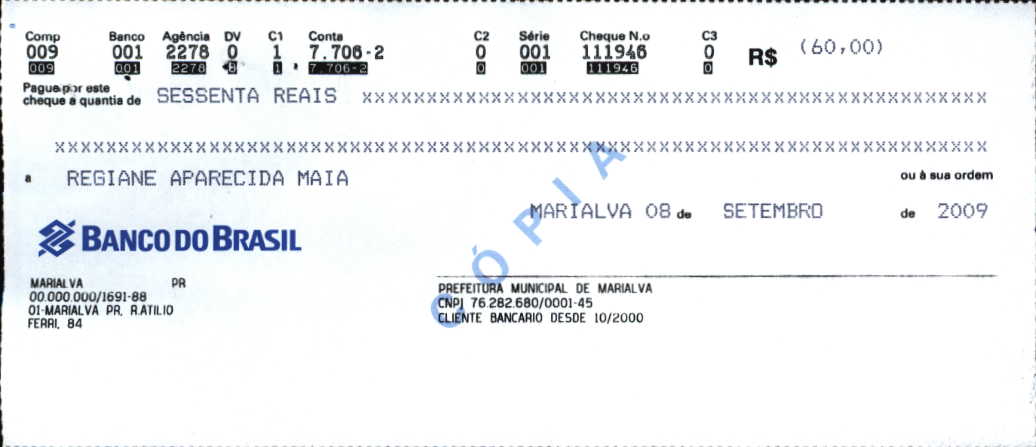 Comp Banco Agência DV C1 Conta C2 Série Cheque N.o C3
009 001 2278 0 1 7.706-2 0 001 111946 0 R$ (60,00)
009 001 2278 0 1 7.706-2 0 001 111946 0
Pague por este
cheque a quantia de SESSENTA REAIS XXXXXXXXXXXXXXXXXXXXXXXXXXXXXXXXXXXXXXXXXXXXXXXXXXXXXXXXXX
XXXXXXXXXXXXXXXXXXXXXXXXXXXXXXXXXXXXXXXXXXXXXXXXXXXXXXXXXXXXXXXXXXXXXXXXXXXXXXXXXXXXXX
a REGIANE APARECIDA MAIA ou à sua ordem
MARIALVA 08 de SETEMBRO de 2009
BANCO DO BRASIL
CÓPIA
MARIALVA PR
00.000.000/1691-88
01-MARIALVA PR. R.ATILIO
FERRI, 84
PREFEITURA MUNICIPAL DE MARIALVA
CNPJ 76.282.680/0001-45
CLIENTE BANCARIO DESDE 10/2000